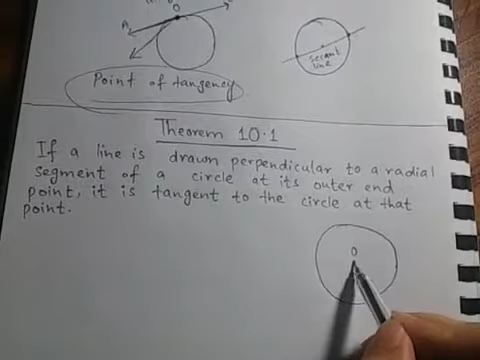 A
O
secant
line
Point of tangency
Theorem 10.1
If a line is drawn perpendicular to a radial
segment of a circle at its outer end
point, it is tangent to the circle at that
point.
O